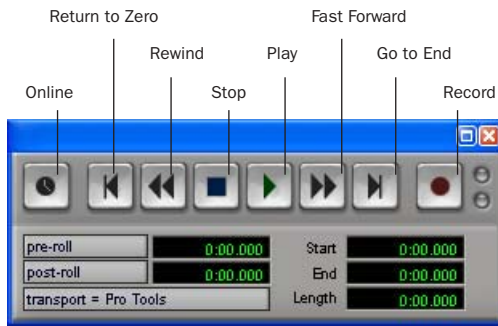 Return to Zero Fast Forward
Rewind Play Go to End
Online Stop Record
pre-roll 0:00.000 Start 0:00.000
post-roll 0:00.000 End 0:00.000
transport = Pro Tools Length 0:00.000